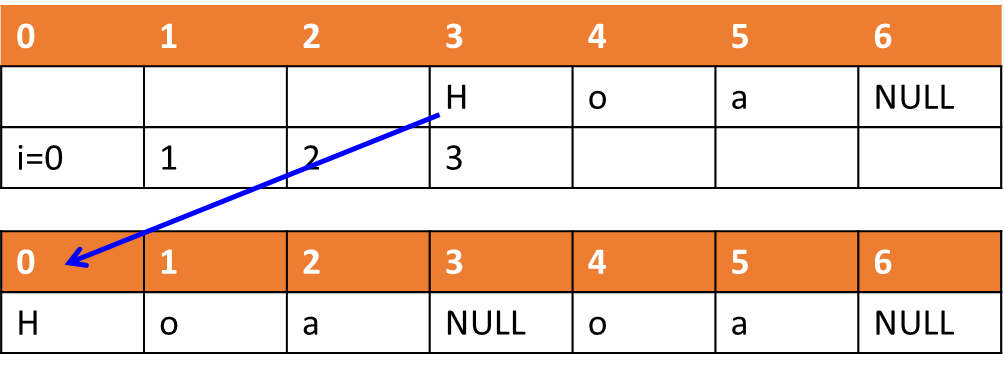 0 1 2 3 4 5 6
H o a NULL
i=0 1 2 3
0 1 2 3 4 5 6
H o a NULL o a NULL